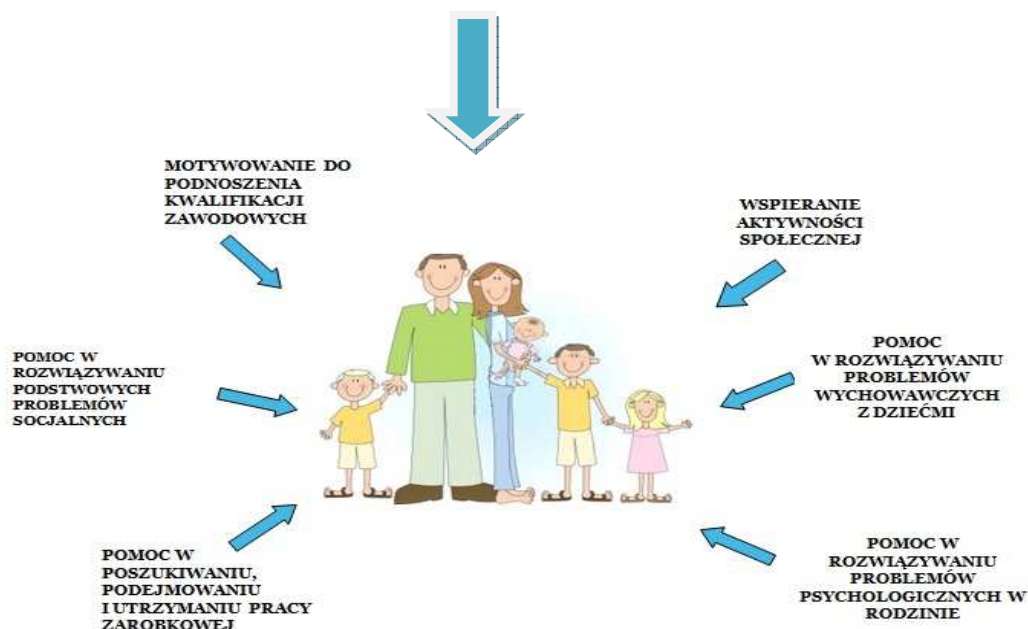 MOTYWOWANIE DO
PODNOSZENIA
KWALIFIKACJI
ZAWODOWYCH
WSPIERANIE
AKTYWNOŚCI
SPOŁECZNEJ
POMOC W
ROZWIĄZYWANIU
PODSTWOWYCH
PROBLEMÓW
SOCJALNYCH
POMOC
W ROZWIĄZYWANIU
PROBLEMÓW
WYCHOWAWCZYCH
Z DZIEĆMI
POMOC W
POSZUKIWANIU,
PODEJMOWANIU
I UTRZYMANIU PRACY
ZAROBKOWEJ
POMOC W
ROZWIĄZYWANIU
PROBLEMÓW
PSYCHOLOGICZNYCH W
RODZINIE